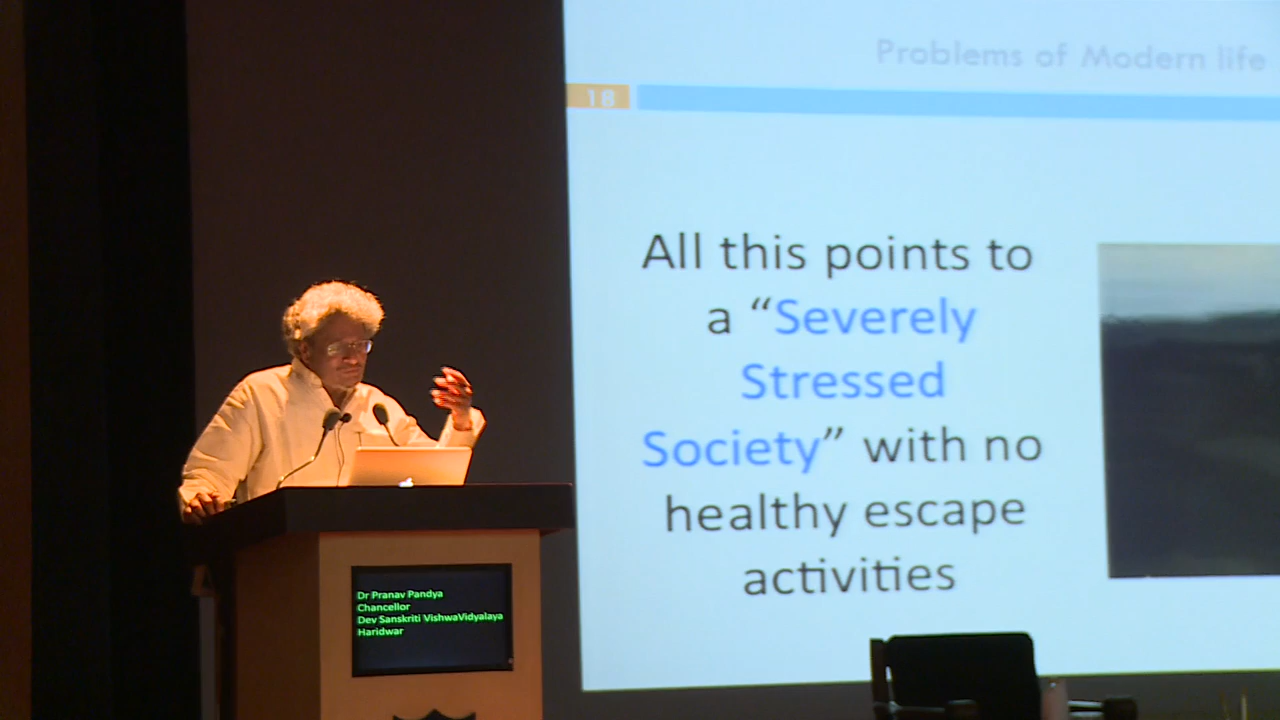 Problems of Modern life
18
All this points to
a “Severely
Stressed
Society” with no
healthy escape
activities
Dr Pranav Pandya
Chancellor
Dev Sanskriti VishwaVidyalaya
Haridwar